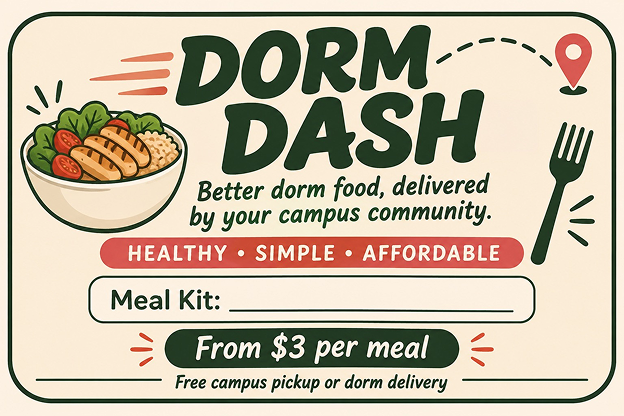 DORM
DASH
Better dorm food, delivered
by your campus community.
HEALTHY • SIMPLE • AFFORDABLE
Meal Kit: ____________________
From $3 per meal
Free campus pickup or dorm delivery